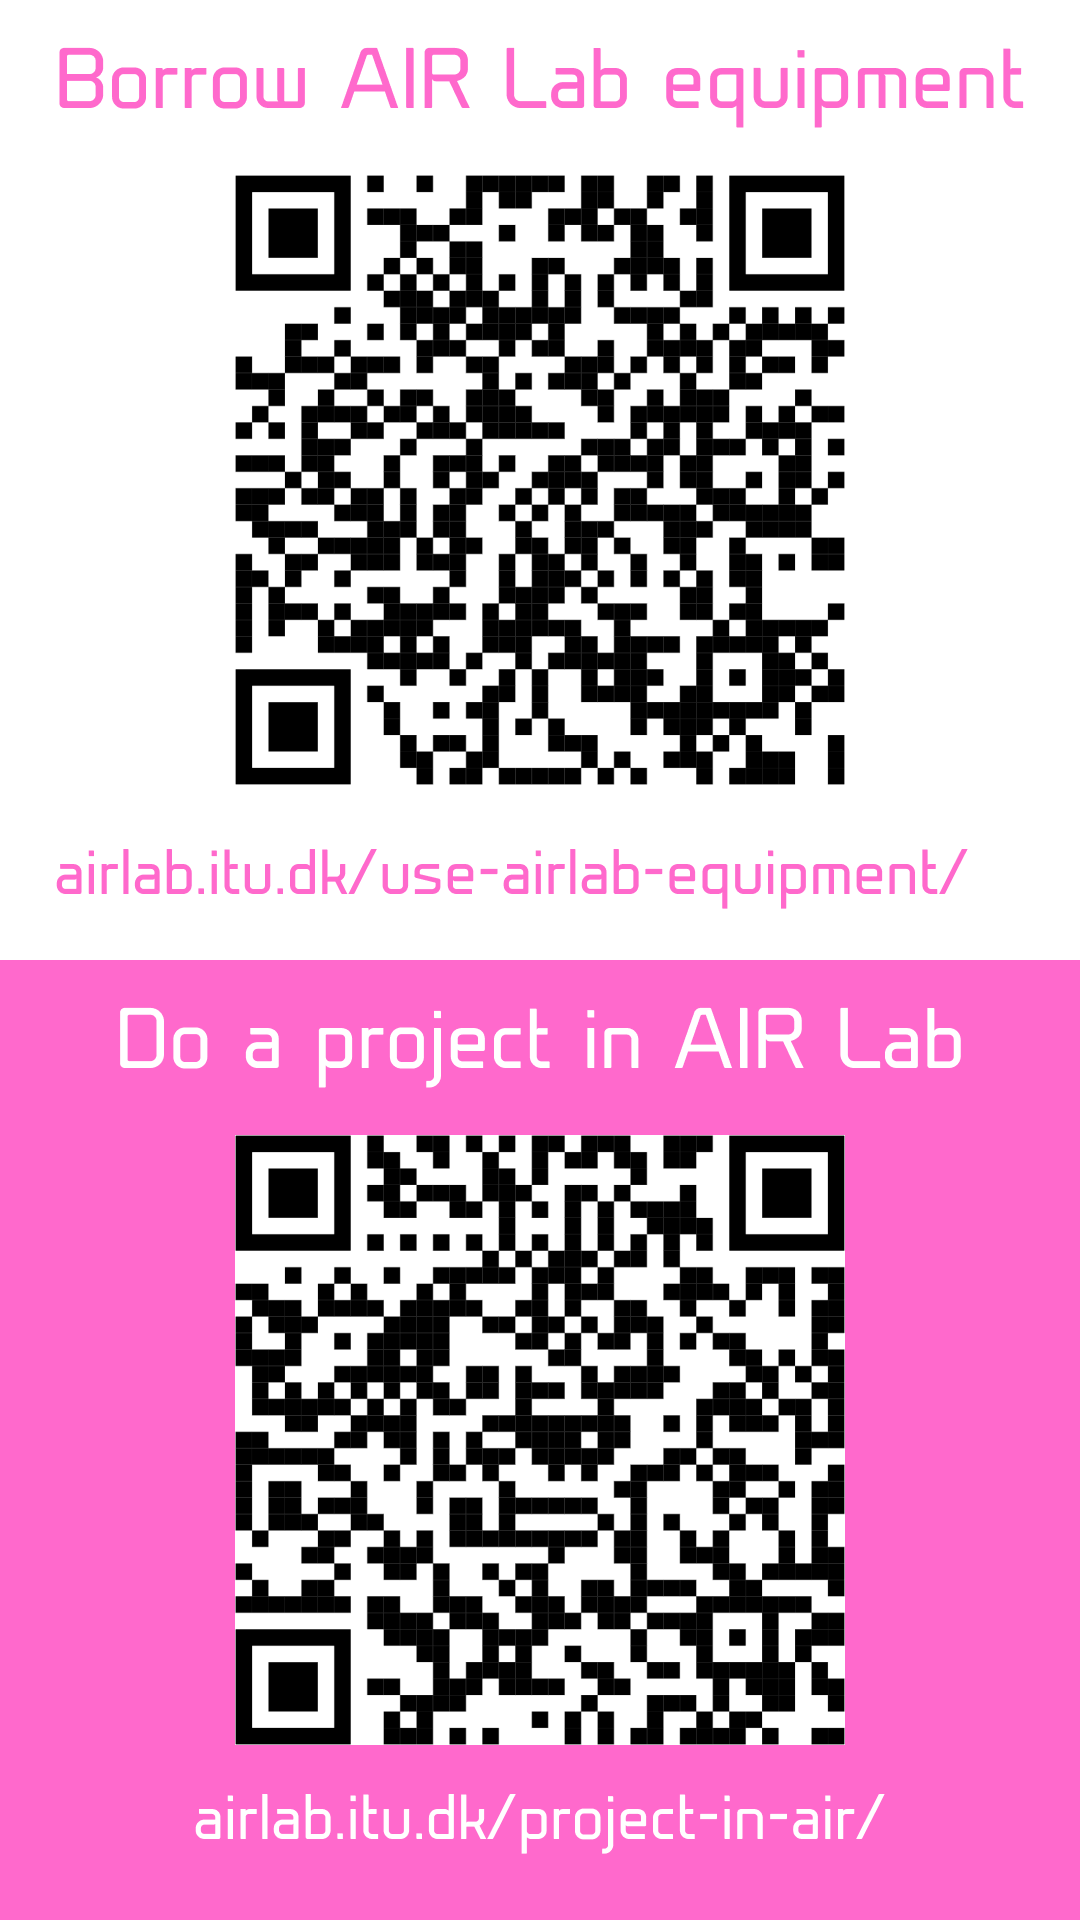 Borrow AIR Lab equipment
airlab.itu.dk/use-airlab-equipment/
Do a project in AIR Lab
airlab.itu.dk/project-in-air/